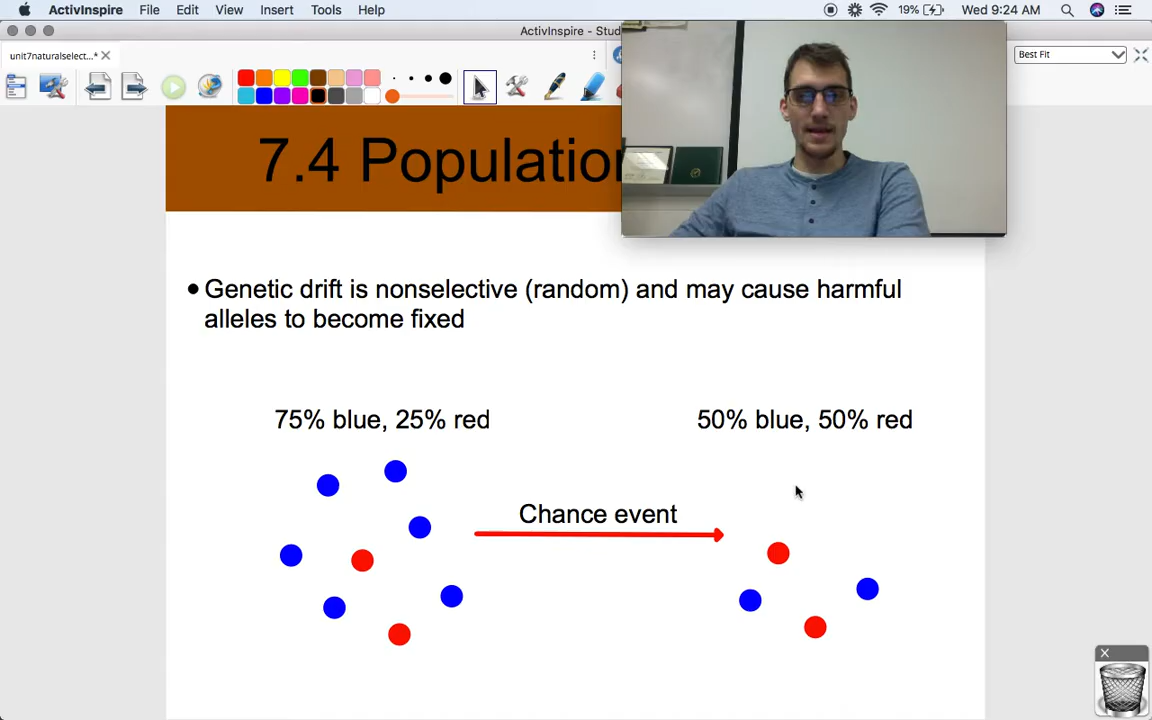 ActivInspire File Edit View Insert Tools Help 19% Wed 9:24 AM
ActivInspire - Stud
unit7naturalselect...* Best Fit
7.4 Population
Genetic drift is nonselective (random) and may cause harmful
alleles to become fixed
75% blue, 25% red 50% blue, 50% red
Chance event